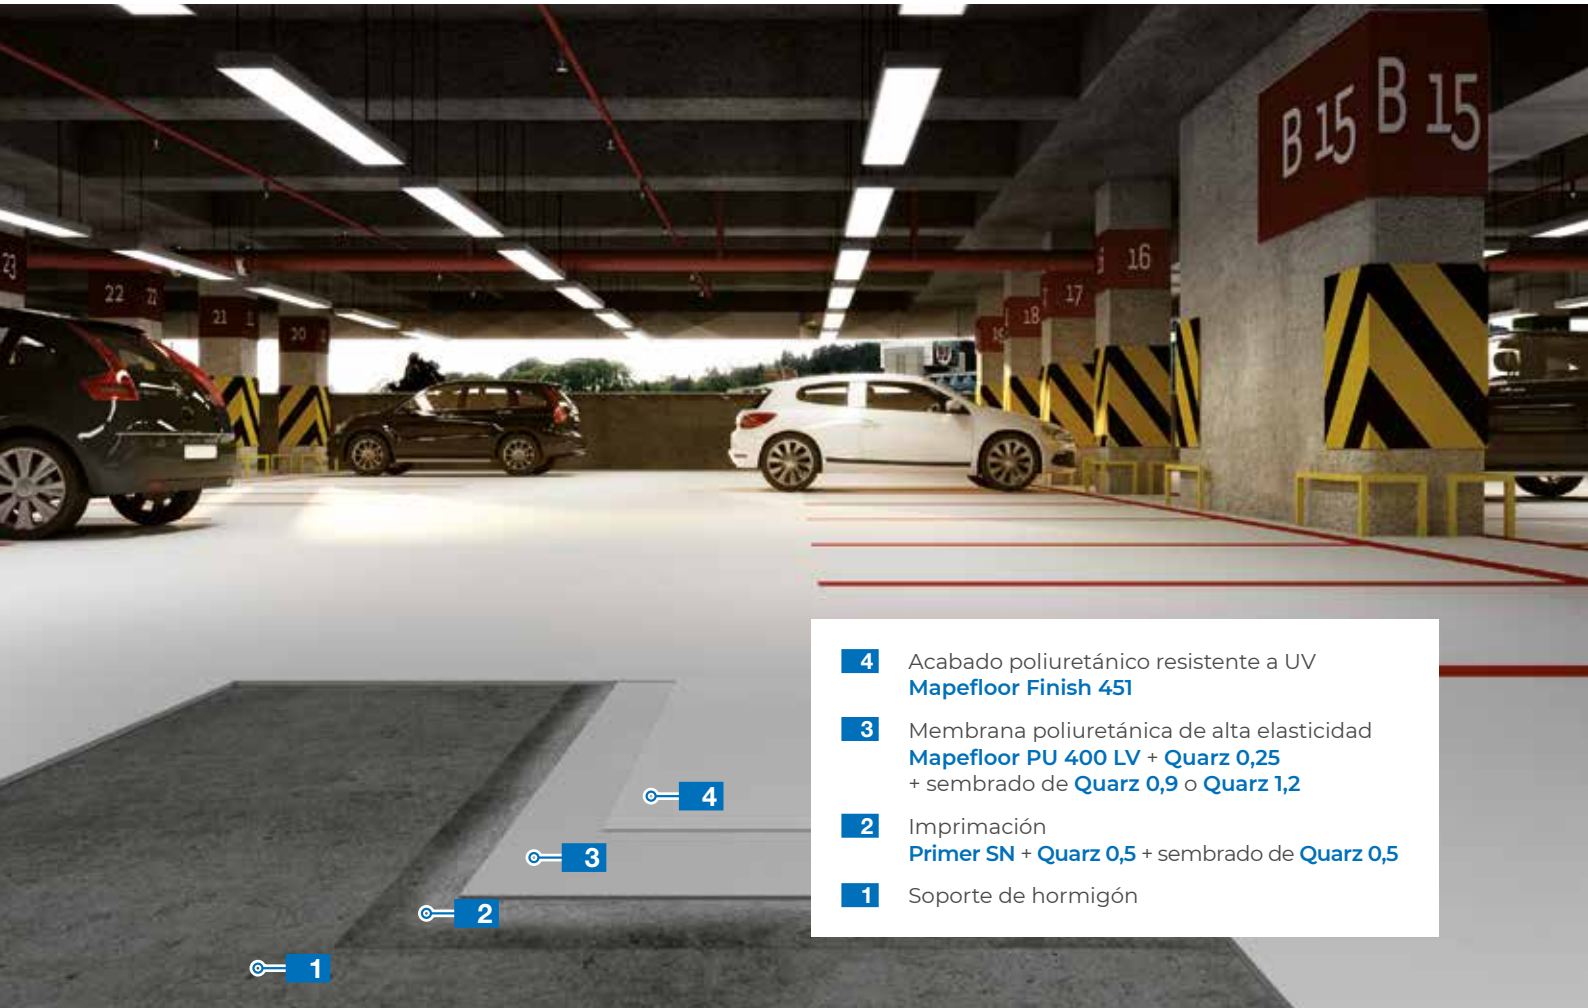 B 15 B 15
16
17
18
23
22 22
21
20
4 Acabado poliuretánico resistente a UV
Mapefloor Finish 451
3 Membrana poliuretánica de alta elasticidad
Mapefloor PU 400 LV + Quarz 0,25
+ sembrado de Quarz 0,9 o Quarz 1,2
2 Imprimación
Primer SN + Quarz 0,5 + sembrado de Quarz 0,5
1 Soporte de hormigón
4
3
2
1